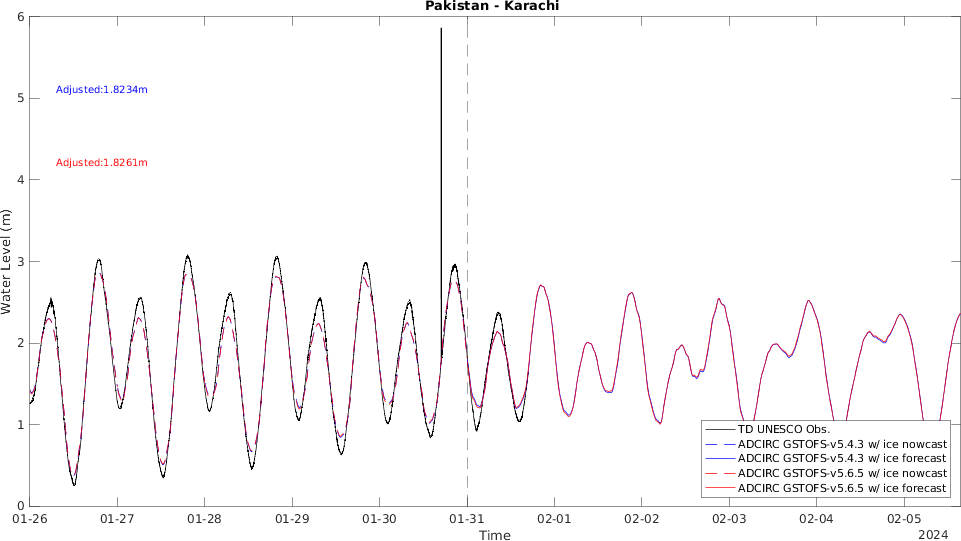 Pakistan - Karachi
6
5
4
3
2
1
0
Water Level (m)
Adjusted:1.8234m
Adjusted:1.8261m
TD UNESCO Obs.
ADCIRC GSTOFS-v5.4.3 w/ ice nowcast
ADCIRC GSTOFS-v5.4.3 w/ ice forecast
ADCIRC GSTOFS-v5.6.5 w/ ice nowcast
ADCIRC GSTOFS-v5.6.5 w/ ice forecast
01-26 01-27 01-28 01-29 01-30 01-31 02-01 02-02 02-03 02-04 02-05
Time
2024